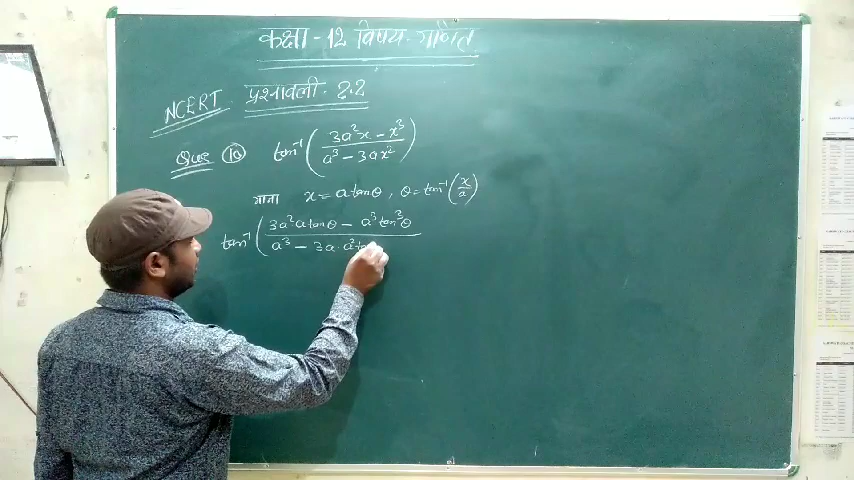 कक्षा - 12 विषय - गणित
NCERT प्रश्नावली - 2.2
Ques 10 tan⁻¹ ( 3a²x - x³ / a³ - 3ax² )
माना x = a tanθ , θ = tan⁻¹ ( x / a )
tan⁻¹ ( 3a² a tanθ - a³ tan³θ / a³ - 3a · a² ta